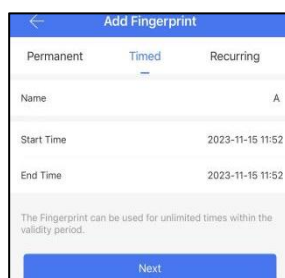 Add Fingerprint
Permanent Timed Recurring
Name A
Start Time 2023-11-15 11:52
End Time 2023-11-15 11:52
The Fingerprint can be used for unlimited times within the
validity period.
Next